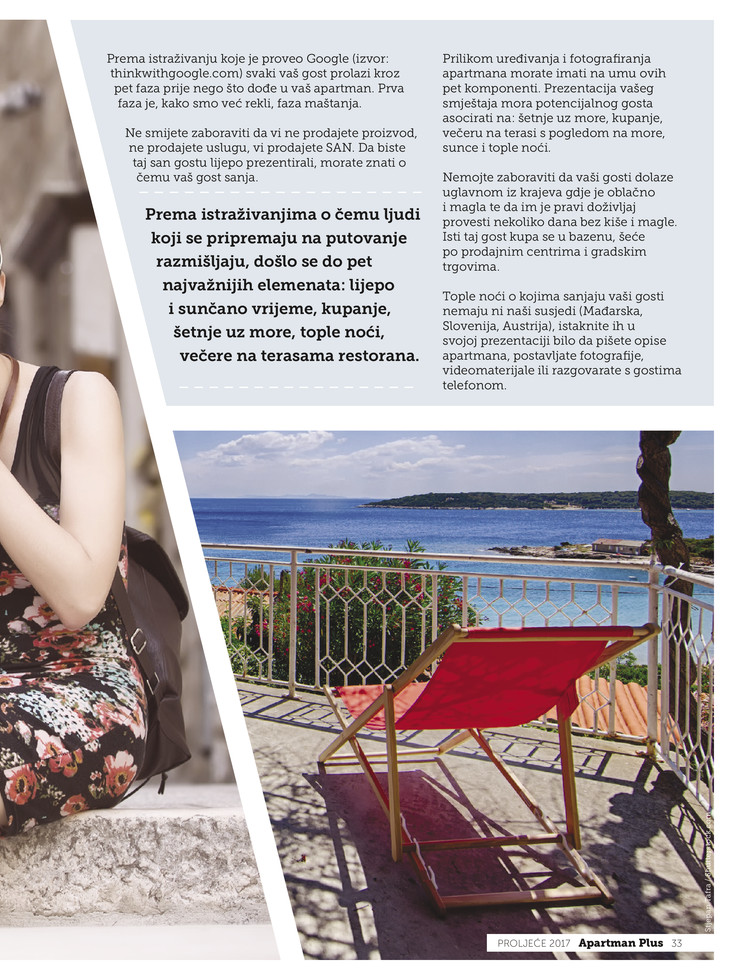 Prema istraživanju koje je proveo Google (izvor:
thinkwithgoogle.com) svaki vaš gost prolazi kroz
pet faza prije nego što dođe u vaš apartman. Prva
faza je, kako smo već rekli, faza maštanja.
Ne smijete zaboraviti da vi ne prodajete proizvod,
ne prodajete uslugu, vi prodajete SAN. Da biste
taj san gostu lijepo prezentirali, morate znati o
čemu vaš gost sanja.
Prema istraživanjima o čemu ljudi
koji se pripremaju na putovanje
razmišljaju, došlo se do pet
najvažnijih elemenata: lijepo
i sunčano vrijeme, kupanje,
šetnje uz more, tople noći,
večere na terasama restorana.
Prilikom uređivanja i fotografiranja
apartmana morate imati na umu ovih
pet komponenti. Prezentacija vašeg
smještaja mora potencijalnog gosta
asocirati na: šetnje uz more, kupanje,
večeru na terasi s pogledom na more,
sunce i tople noći.
Nemojte zaboraviti da vaši gosti dolaze
uglavnom iz krajeva gdje je oblačno
i magla te da im je pravi doživljaj
provesti nekoliko dana bez kiše i magle.
Isti taj gost kupa se u bazenu, šeće
po prodajnim centrima i gradskim
trgovima.
Tople noći o kojima sanjaju vaši gosti
nemaju ni naši susjedi (Mađarska,
Slovenija, Austrija), istaknite ih u
svojoj prezentaciji bilo da pišete opise
apartmana, postavljate fotografije,
videomaterijale ili razgovarate s gostima
telefonom.
PROLJEĆE 2017 Apartman Plus 33